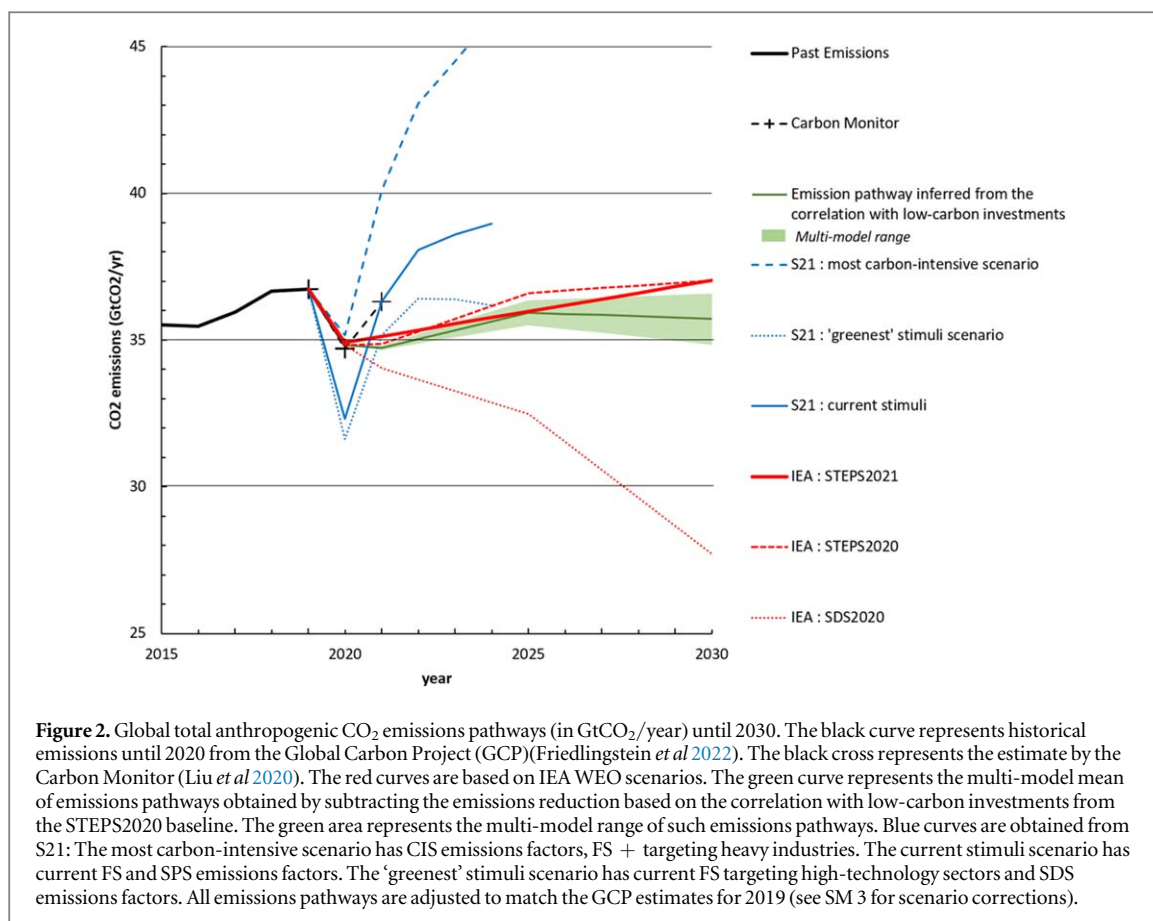 45
40
35
30
25
CO2 emissions (GtCO2/yr)
2015
2020
2025
2030
year
Past Emissions
Carbon Monitor
Emission pathway inferred from the
correlation with low-carbon investments
Multi-model range
S21 : most carbon-intensive scenario
S21 : 'greenest' stimuli scenario
S21 : current stimuli
IEA : STEPS2021
IEA : STEPS2020
IEA : SDS2020
Figure 2. Global total anthropogenic CO₂ emissions pathways (in GtCO₂/year) until 2030. The black curve represents historical
emissions until 2020 from the Global Carbon Project (GCP)(Friedlingstein et al 2022). The black cross represents the estimate by the
Carbon Monitor (Liu et al 2020). The red curves are based on IEA WEO scenarios. The green curve represents the multi-model mean
of emissions pathways obtained by subtracting the emissions reduction based on the correlation with low-carbon investments from
the STEPS2020 baseline. The green area represents the multi-model range of such emissions pathways. Blue curves are obtained from
S21: The most carbon-intensive scenario has CIS emissions factors, FS + targeting heavy industries. The current stimuli scenario has
current FS and SPS emissions factors. The 'greenest' stimuli scenario has current FS targeting high-technology sectors and SDS
emissions factors. All emissions pathways are adjusted to match the GCP estimates for 2019 (see SM 3 for scenario corrections).